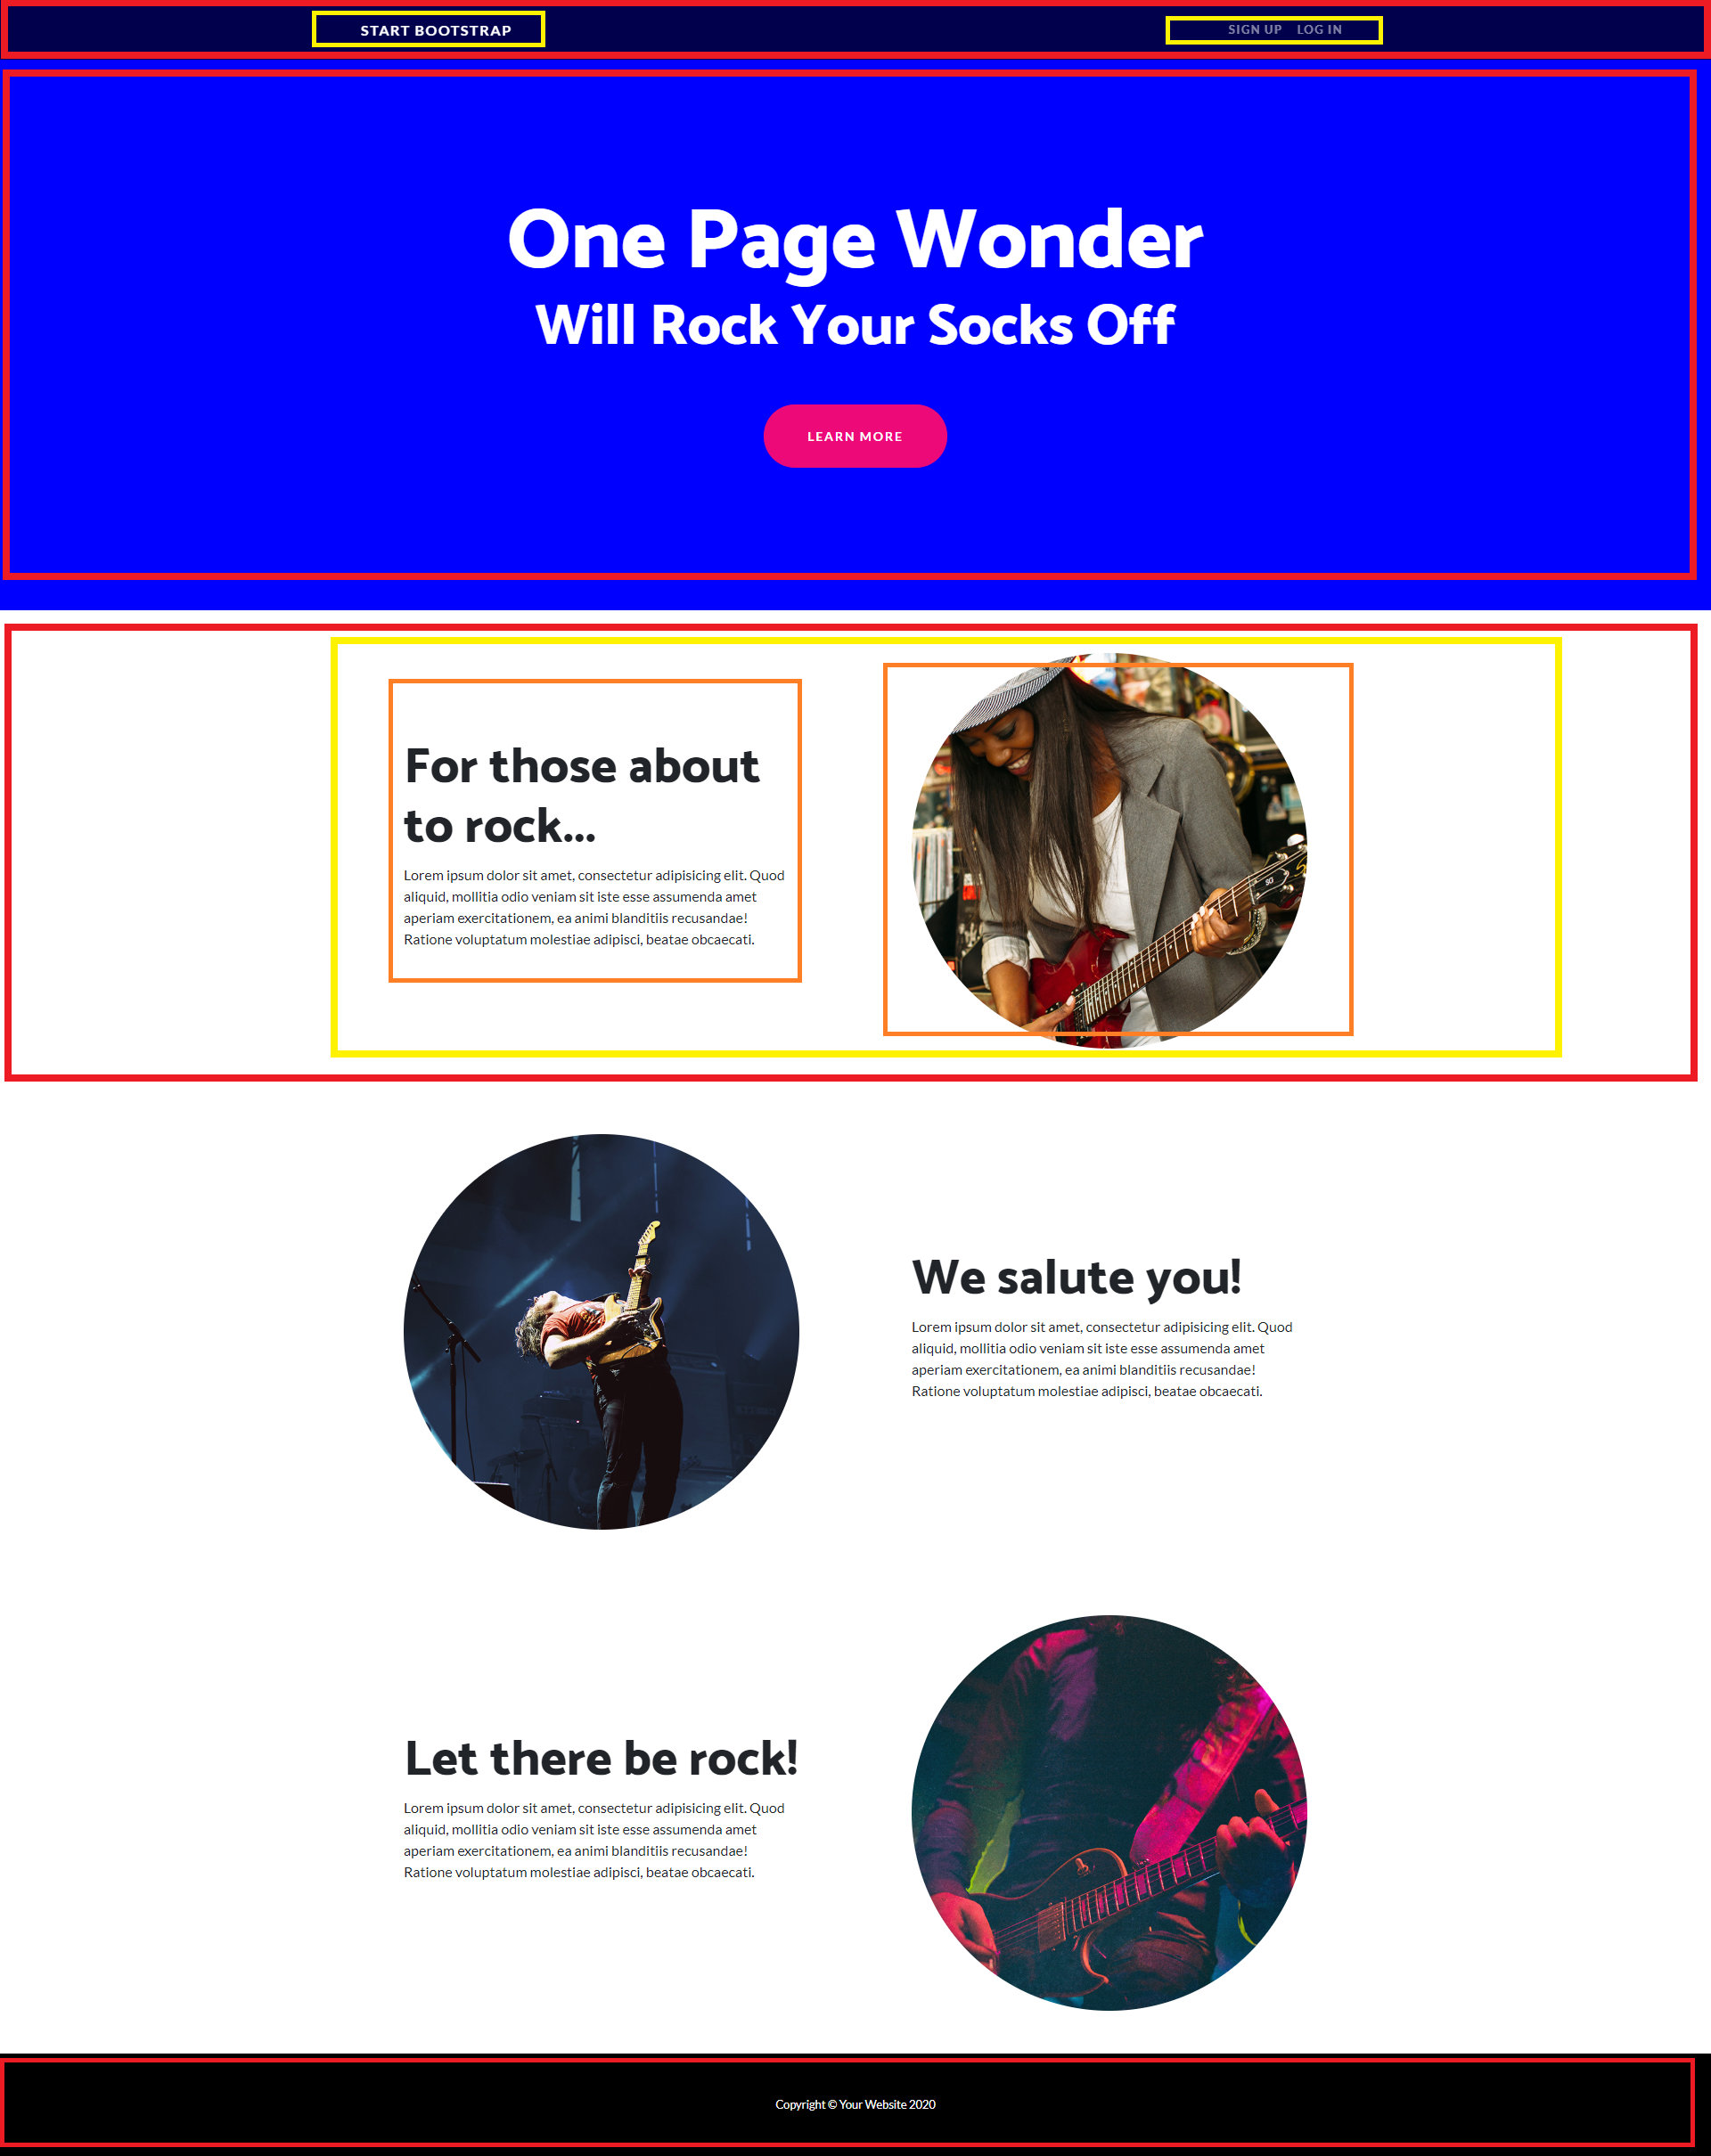 START BOOTSTRAP
SIGN UP LOG IN
One Page Wonder
Will Rock Your Socks Off
LEARN MORE
For those about
to rock...
Lorem ipsum dolor sit amet, consectetur adipisicing elit. Quod
aliquid, mollitia odio veniam sit iste esse assumenda amet
aperiam exercitationem, ea animi blanditiis recusandae!
Ratione voluptatum molestiae adipisci, beatae obcaecati.
We salute you!
Lorem ipsum dolor sit amet, consectetur adipisicing elit. Quod
aliquid, mollitia odio veniam sit iste esse assumenda amet
aperiam exercitationem, ea animi blanditiis recusandae!
Ratione voluptatum molestiae adipisci, beatae obcaecati.
Let there be rock!
Lorem ipsum dolor sit amet, consectetur adipisicing elit. Quod
aliquid, mollitia odio veniam sit iste esse assumenda amet
aperiam exercitationem, ea animi blanditiis recusandae!
Ratione voluptatum molestiae adipisci, beatae obcaecati.
Copyright © Your Website 2020